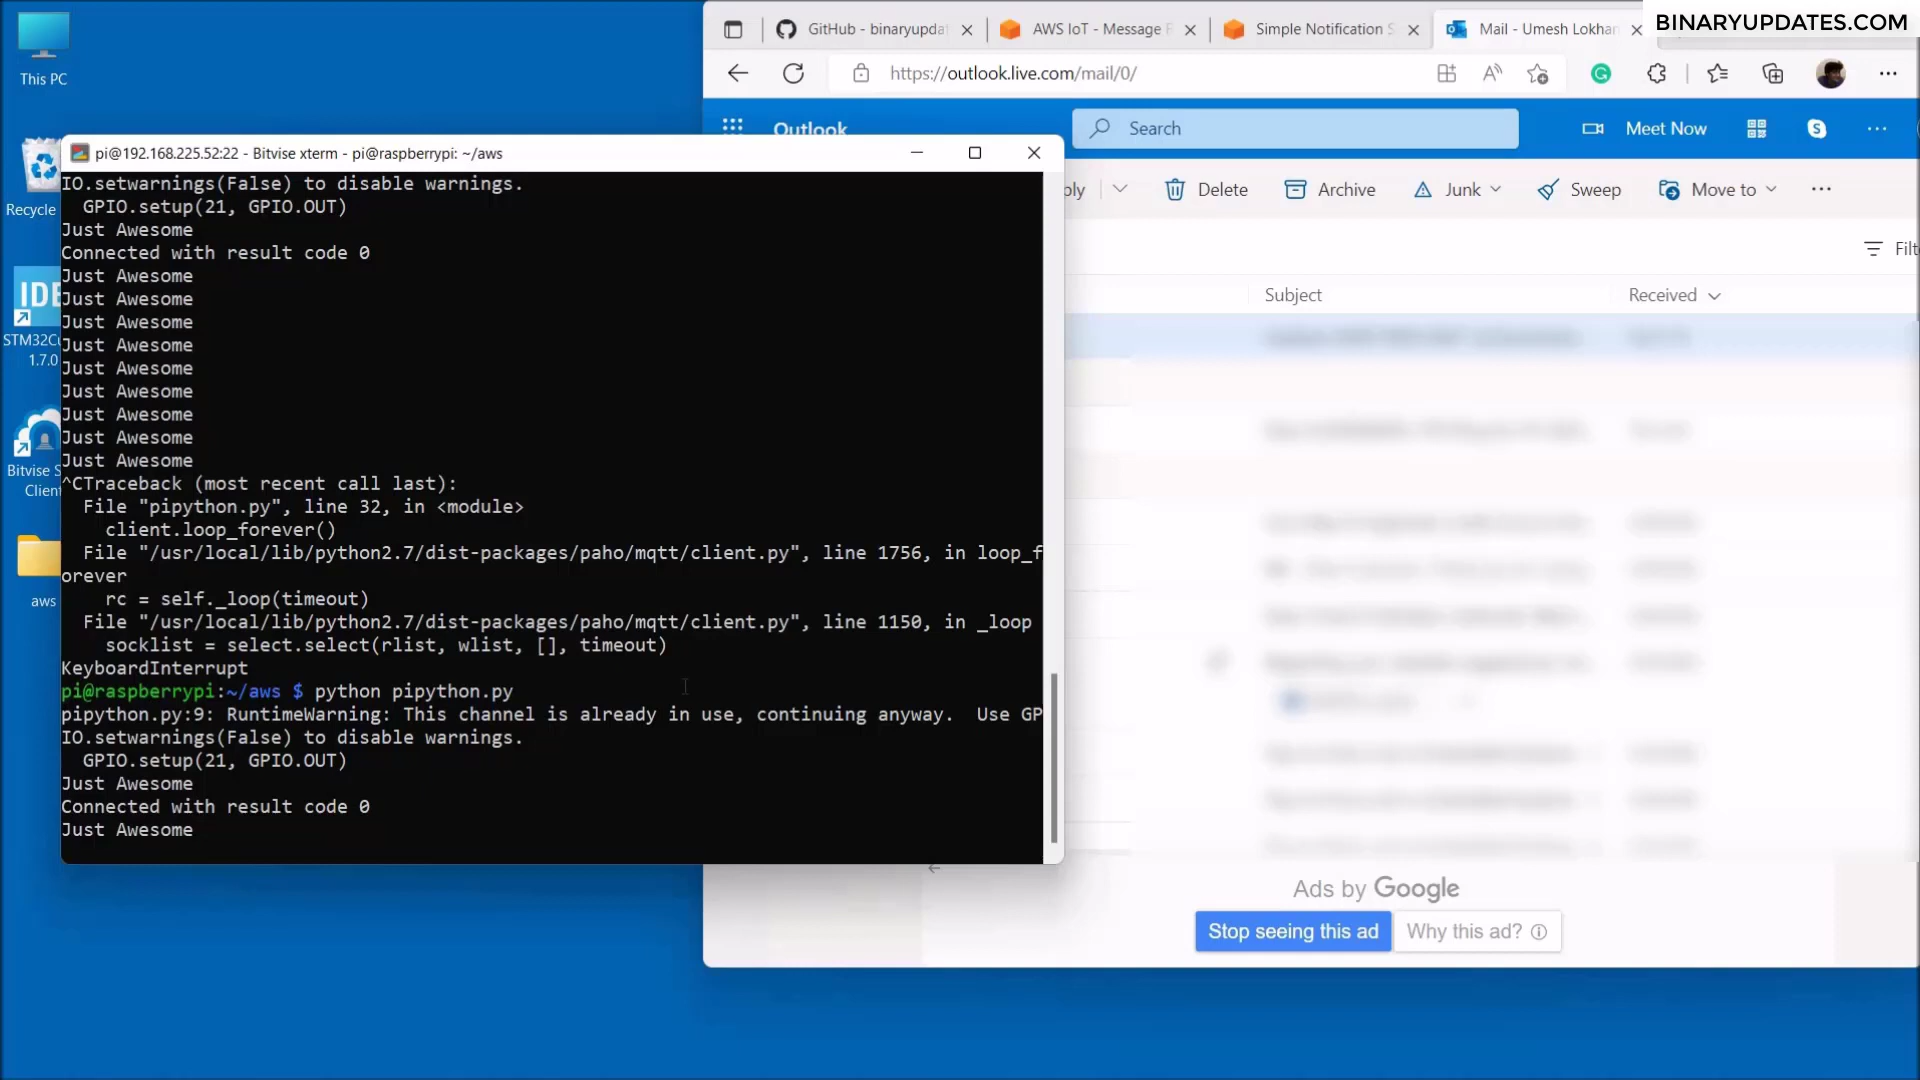 BINARYUPDATES.COM
This PC
Recycle
IDE
STM32Cu
1.7.0
Bitvise S
Client
aws
GitHub - binaryupda
AWS IoT - Message
Simple Notification S
Mail - Umesh Lokhan
https://outlook.live.com/mail/0/
Outlook
Search
Meet Now
ply
Delete
Archive
Junk
Sweep
Move to
Filte
Subject
Received
pi@192.168.225.52:22 - Bitvise xterm - pi@raspberrypi: ~/aws
IO.setwarnings(False) to disable warnings.
GPIO.setup(21, GPIO.OUT)
Just Awesome
Connected with result code 0
Just Awesome
Just Awesome
Just Awesome
Just Awesome
Just Awesome
Just Awesome
Just Awesome
Just Awesome
Just Awesome
^CTraceback (most recent call last):
File "pipython.py", line 32, in <module>
client.loop_forever()
File "/usr/local/lib/python2.7/dist-packages/paho/mqtt/client.py", line 1756, in loop_f
orever
rc = self._loop(timeout)
File "/usr/local/lib/python2.7/dist-packages/paho/mqtt/client.py", line 1150, in _loop
socklist = select.select(rlist, wlist, [], timeout)
KeyboardInterrupt
pi@raspberrypi:~/aws $ python pipython.py
pipython.py:9: RuntimeWarning: This channel is already in use, continuing anyway.  Use GP
IO.setwarnings(False) to disable warnings.
GPIO.setup(21, GPIO.OUT)
Just Awesome
Connected with result code 0
Just Awesome
Ads by Google
Stop seeing this ad
Why this ad?